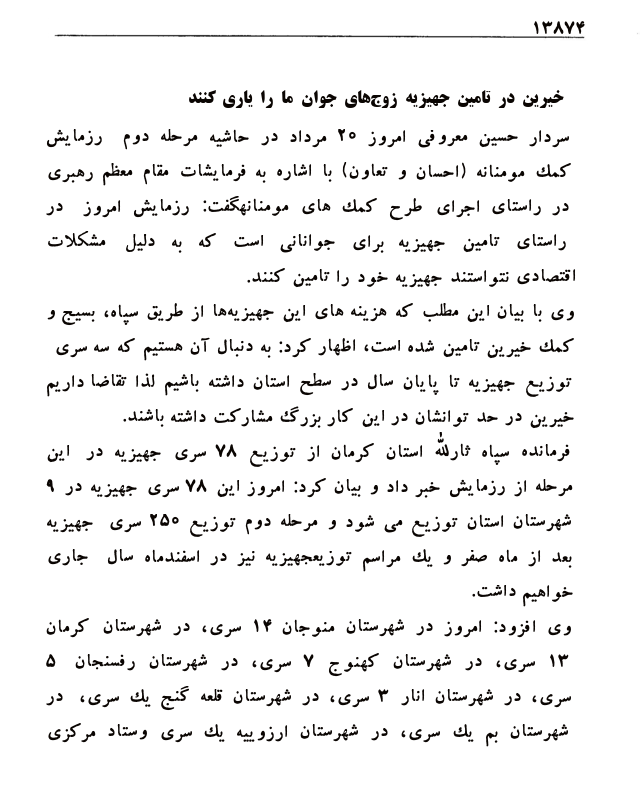 ۱۳۸۷۴
خیرین در تامین جهیزیه زوج‌های جوان ما را یاری کنند
سردار حسین معروفی امروز ۲۵ مرداد در حاشیه مرحله دوم رزمایش
کمک مومنانه (احسان و تعاون) با اشاره به فرمایشات مقام معظم رهبری
در راستای اجرای طرح کمک های مومنانهگفت: رزمایش امروز در
راستای تامین جهیزیه برای جوانانی است که به دلیل مشکلات
اقتصادی نتواستند جهیزیه خود را تامین کنند.
وی با بیان این مطلب که هزینه های این جهیزیه‌ها از طریق سپاه، بسیج و
کمک خیرین تامین شده است، اظهار کرد: به دنبال آن هستیم که سه سری
توزیع جهیزیه تا پایان سال در سطح استان داشته باشیم لذا تقاضا داریم
خیرین در حد توانشان در این کار بزرگ مشارکت داشته باشند.
فرمانده سپاه ثارالله استان کرمان از توزیع ۷۸ سری جهیزیه در این
مرحله از رزمایش خبر داد و بیان کرد: امروز این ۷۸ سری جهیزیه در ۹
شهرستان استان توزیع می شود و مرحله دوم توزیع ۲۵۰ سری جهیزیه
بعد از ماه صفر و یک مراسم توزیعجهیزیه نیز در اسفندماه سال جاری
خواهیم داشت.
وی افزود: امروز در شهرستان منوجان ۱۴ سری، در شهرستان کرمان
۱۳ سری، در شهرستان کهنوج ۷ سری، در شهرستان رفسنجان ۵
سری، در شهرستان انار ۳ سری، در شهرستان قلعه گنج یک سری، در
شهرستان بم یک سری، در شهرستان ارزوییه یک سری وستاد مرکزی